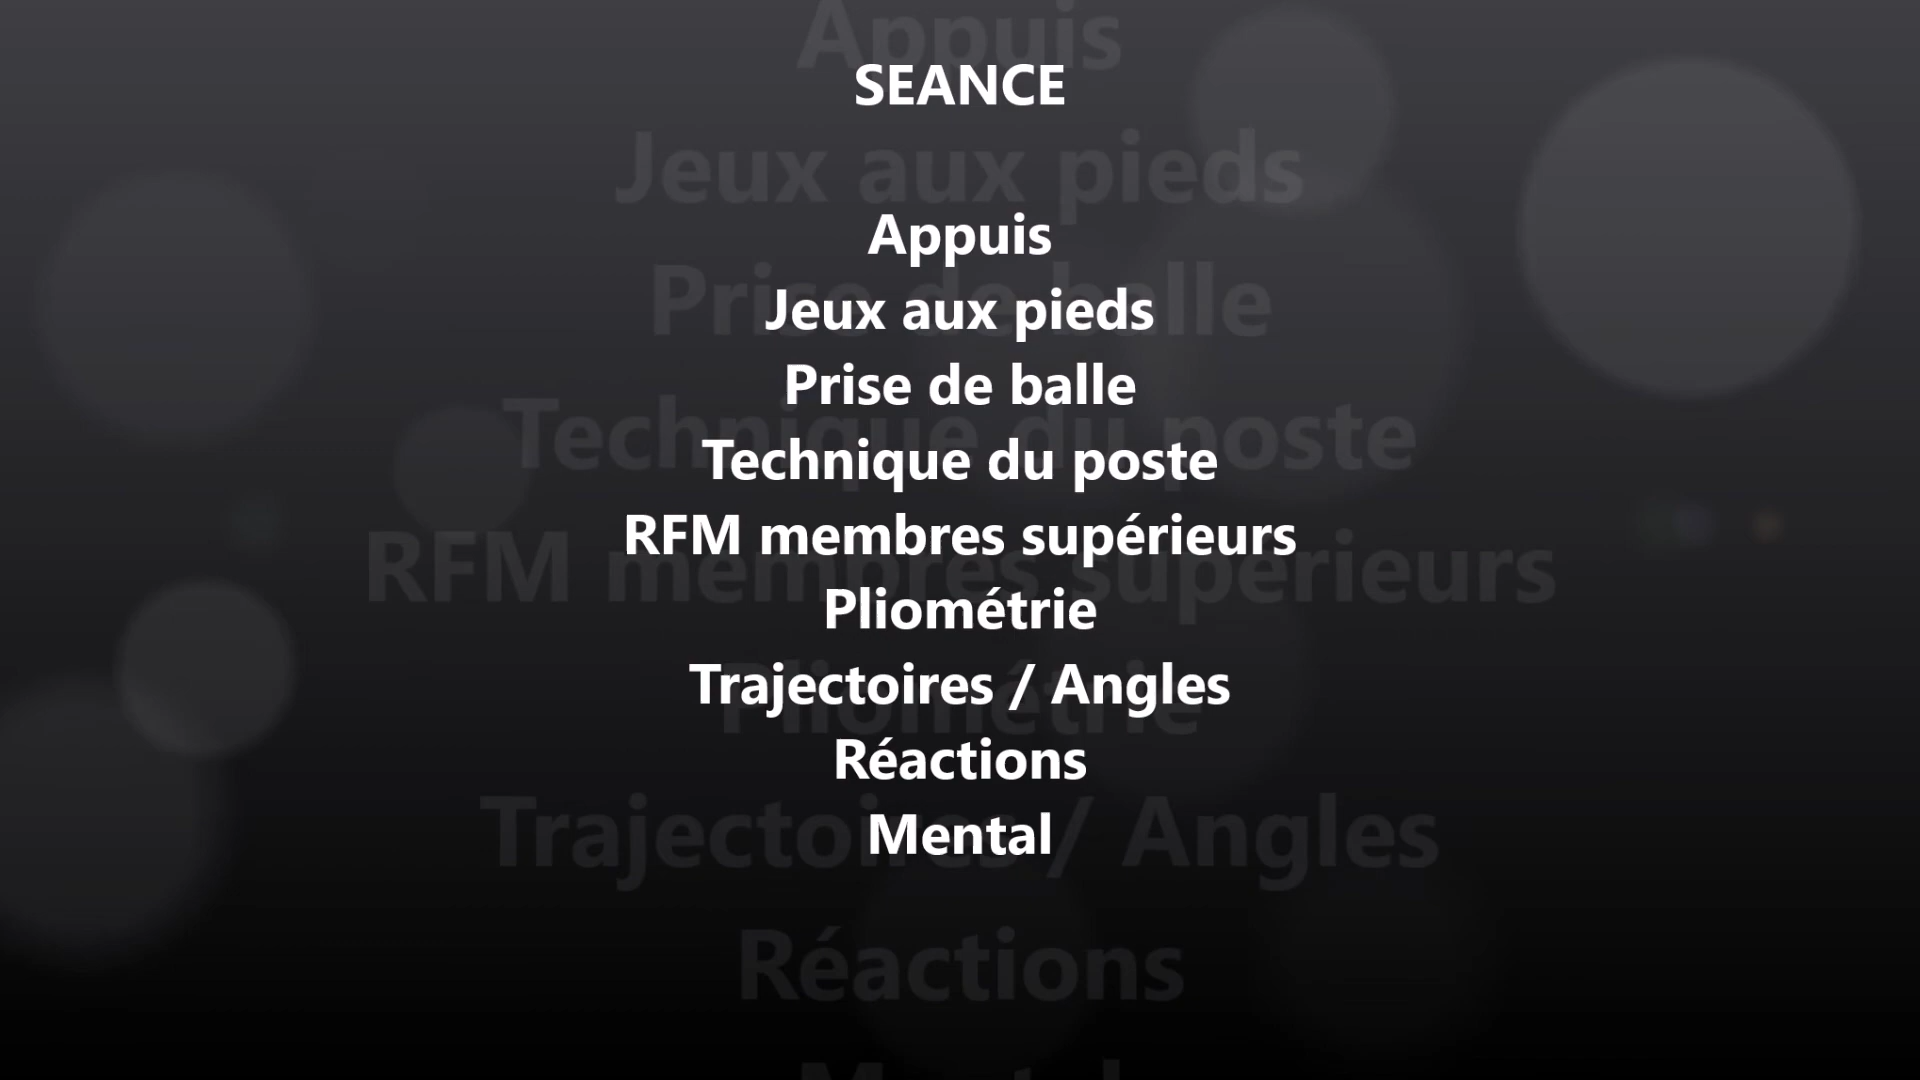 SEANCE
Appuis
Jeux aux pieds
Prise de balle
Technique du poste
RFM membres supérieurs
Pliométrie
Trajectoires / Angles
Réactions
Mental